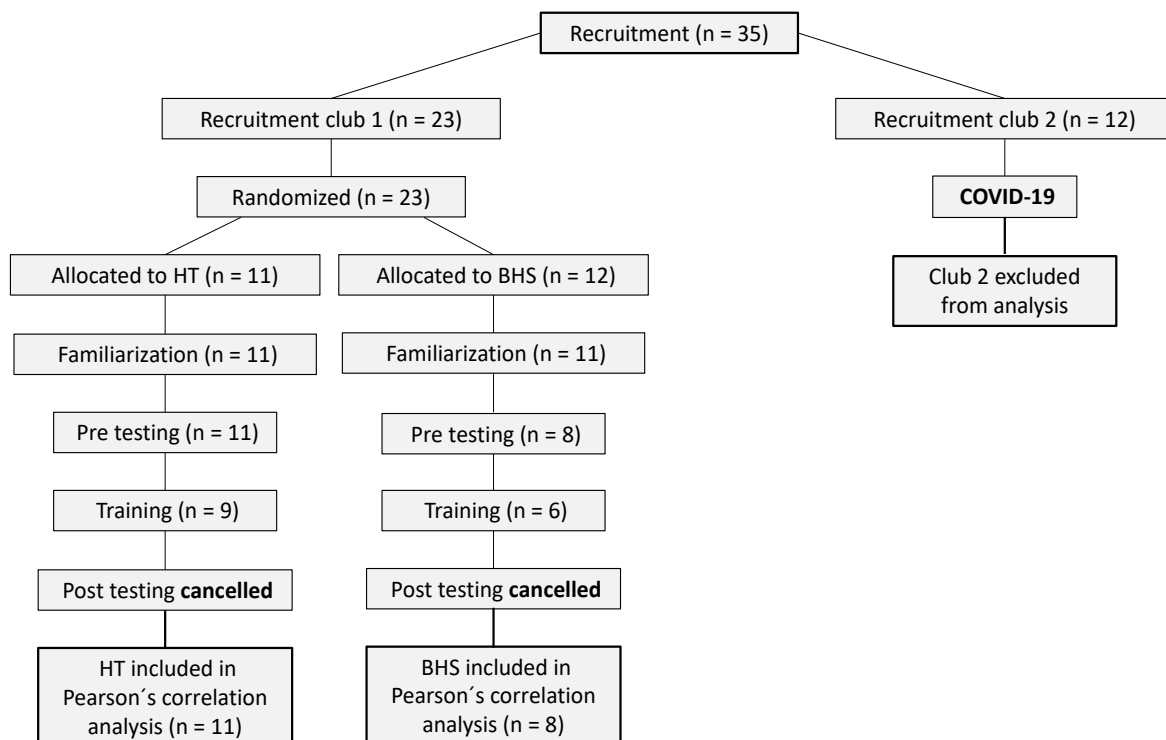 Recruitment (n = 35)
Recruitment club 1 (n = 23)
Recruitment club 2 (n = 12)
Randomized (n = 23)
COVID-19
Allocated to HT (n = 11)
Allocated to BHS (n = 12)
Club 2 excluded
from analysis
Familiarization (n = 11)
Familiarization (n = 11)
Pre testing (n = 11)
Pre testing (n = 8)
Training (n = 9)
Training (n = 6)
Post testing cancelled
Post testing cancelled
HT included in
Pearson´s correlation
analysis (n = 11)
BHS included in
Pearson´s correlation
analysis (n = 8)